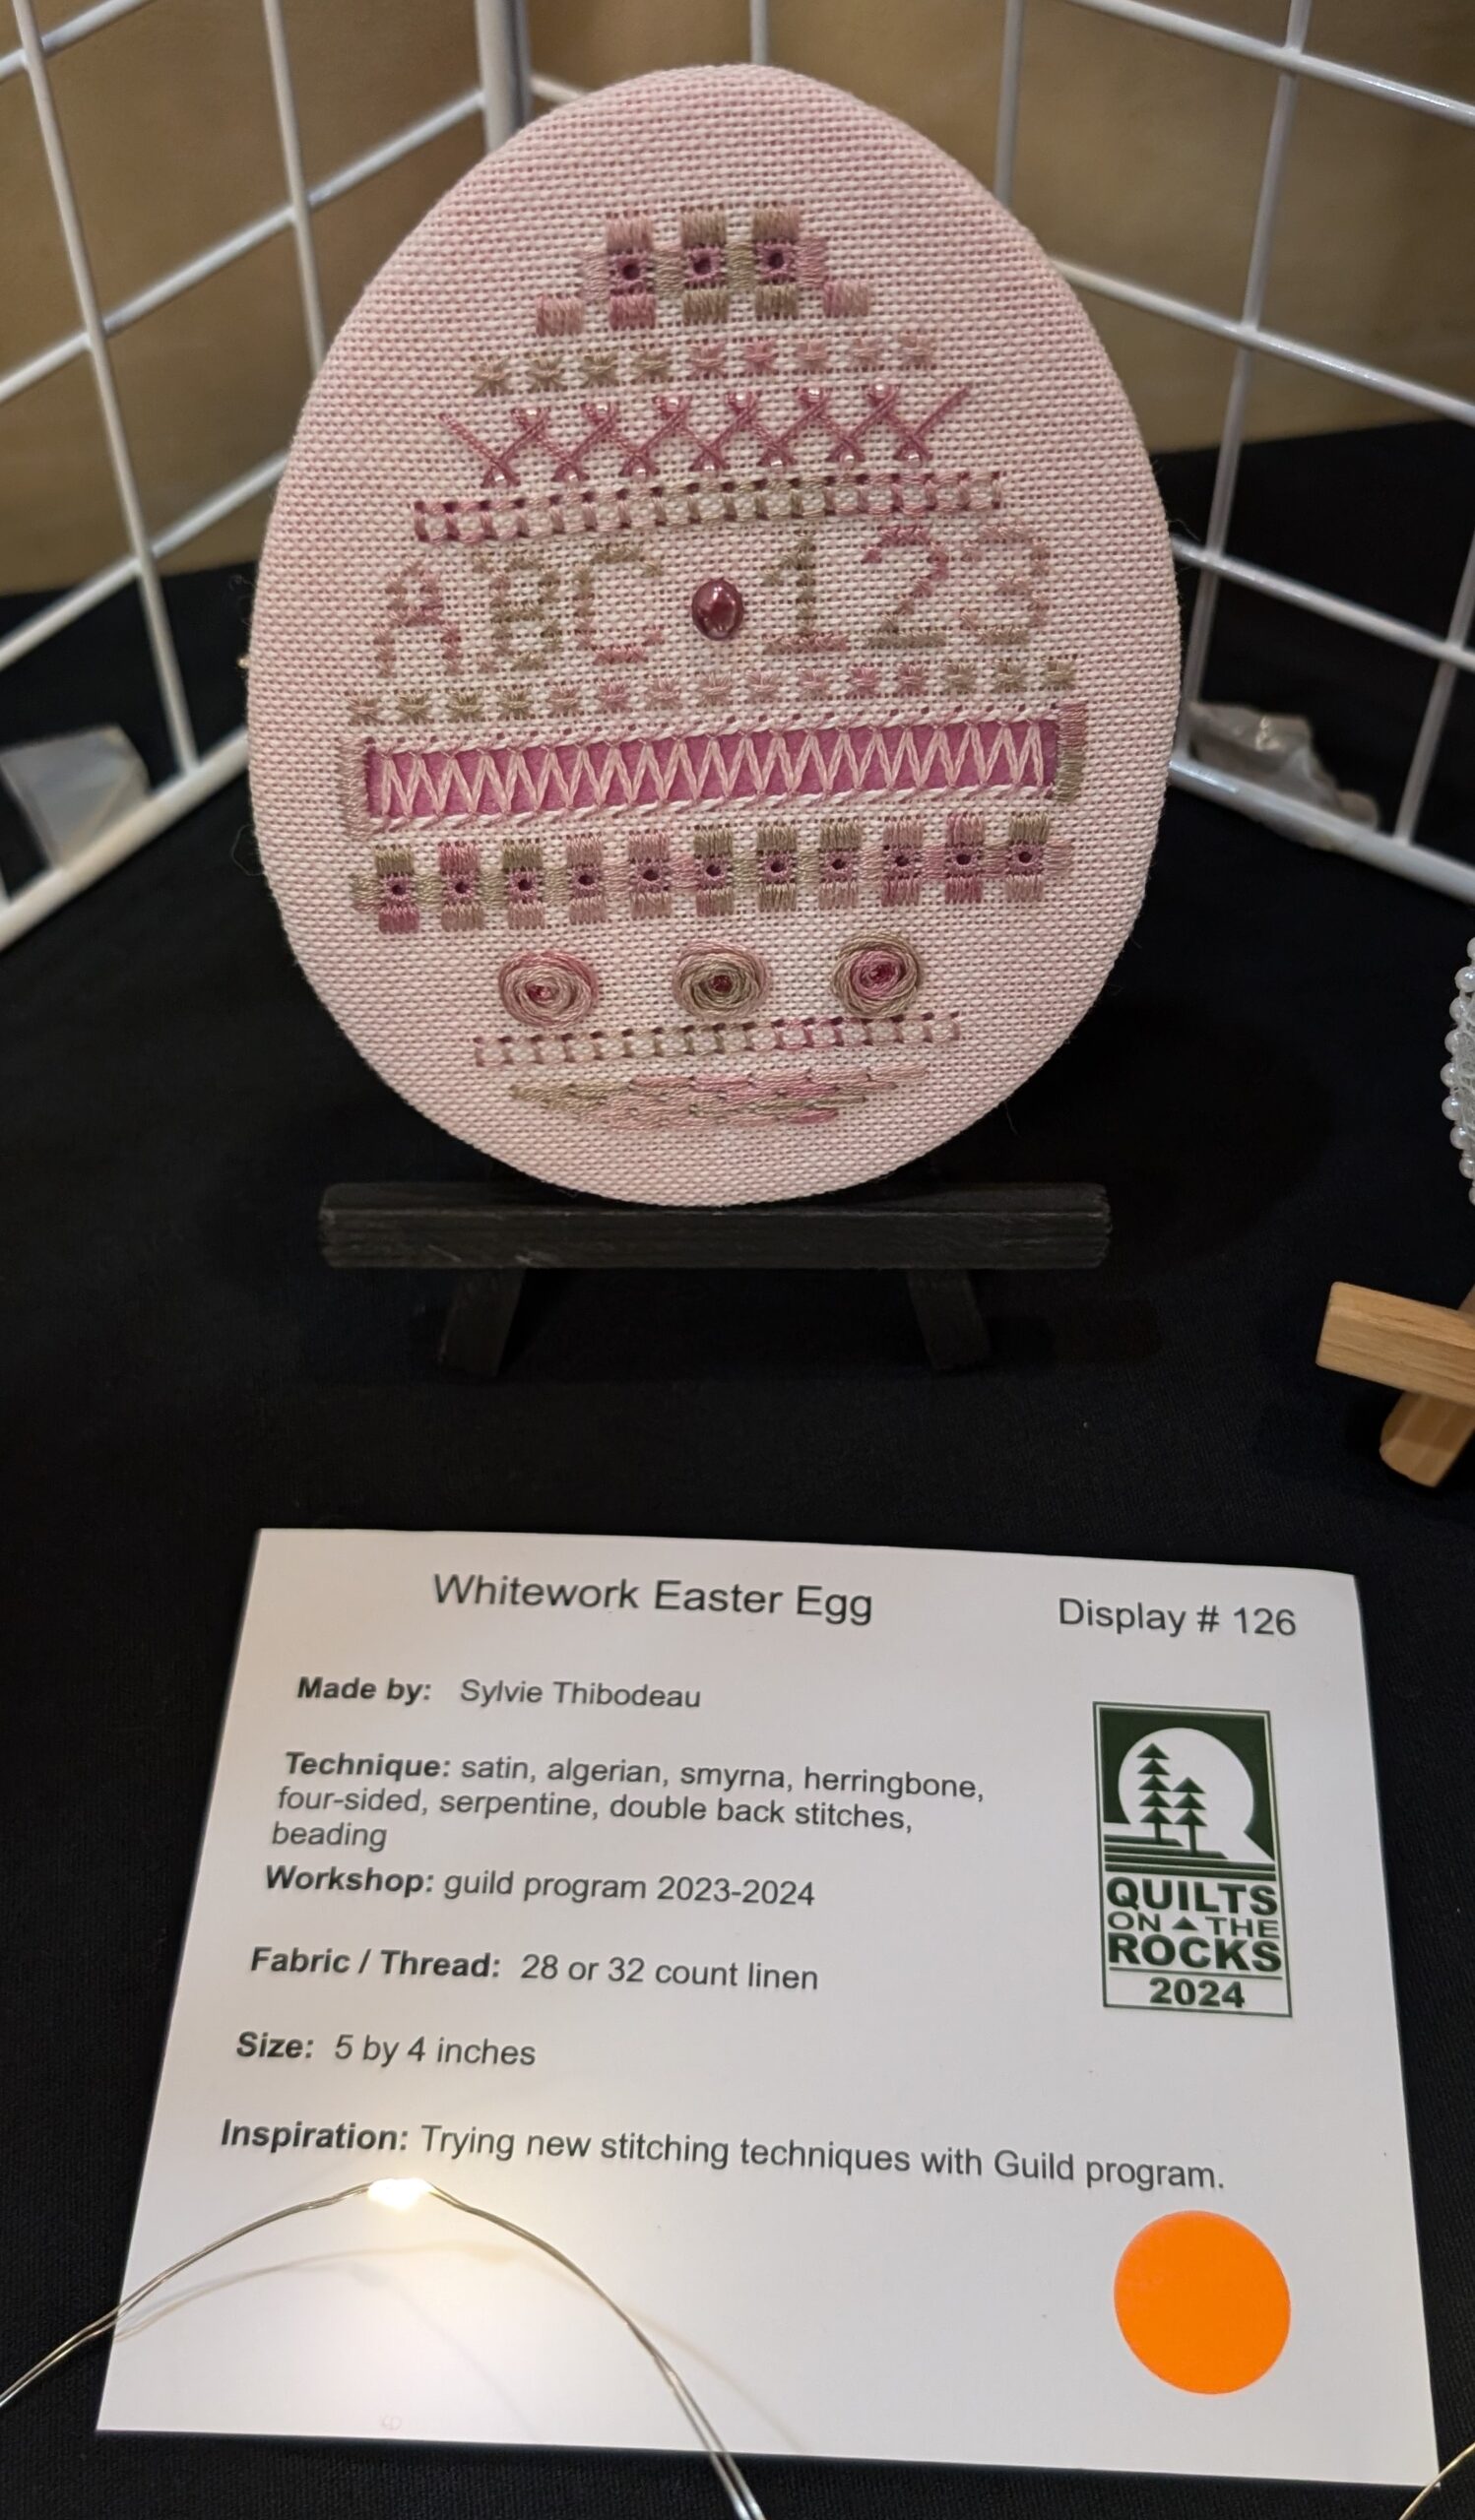 ABC 123
Whitework Easter Egg
Display # 126
Made by: Sylvie Thibodeau
Technique: satin, algerian, smyrna, herringbone,
four-sided, serpentine, double back stitches,
beading
Workshop: guild program 2023-2024
Fabric / Thread: 28 or 32 count linen
Size: 5 by 4 inches
Inspiration: Trying new stitching techniques with Guild program.
QUILTS
ON THE
ROCKS
2024